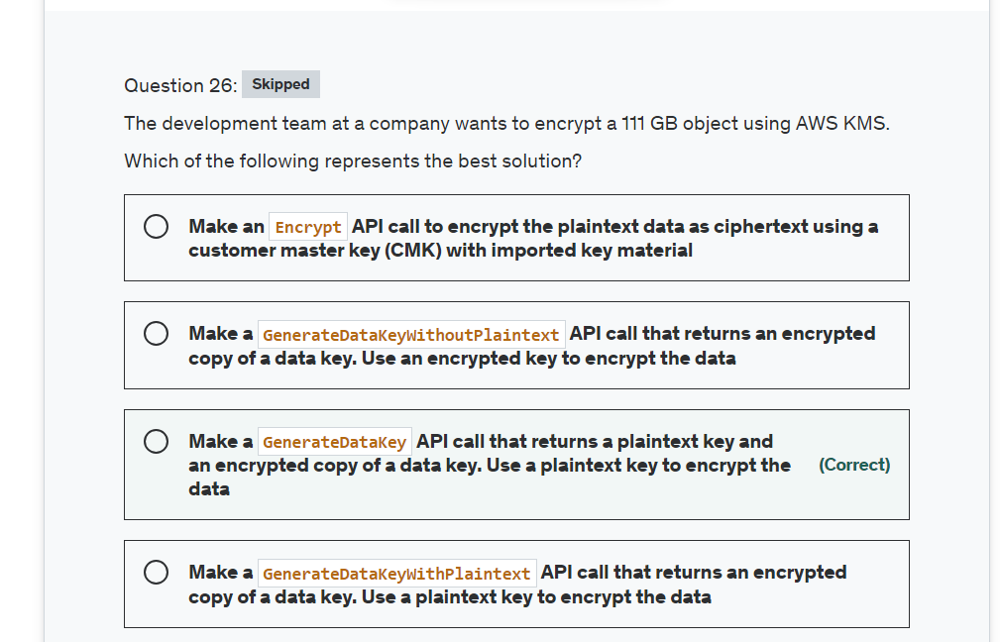 Question 26: Skipped
The development team at a company wants to encrypt a 111 GB object using AWS KMS.
Which of the following represents the best solution?
Make an Encrypt API call to encrypt the plaintext data as ciphertext using a
customer master key (CMK) with imported key material
Make a GenerateDataKeyWithoutPlaintext API call that returns an encrypted
copy of a data key. Use an encrypted key to encrypt the data
Make a GenerateDataKey API call that returns a plaintext key and
an encrypted copy of a data key. Use a plaintext key to encrypt the
data
(Correct)
Make a GenerateDataKeyWithPlaintext API call that returns an encrypted
copy of a data key. Use a plaintext key to encrypt the data